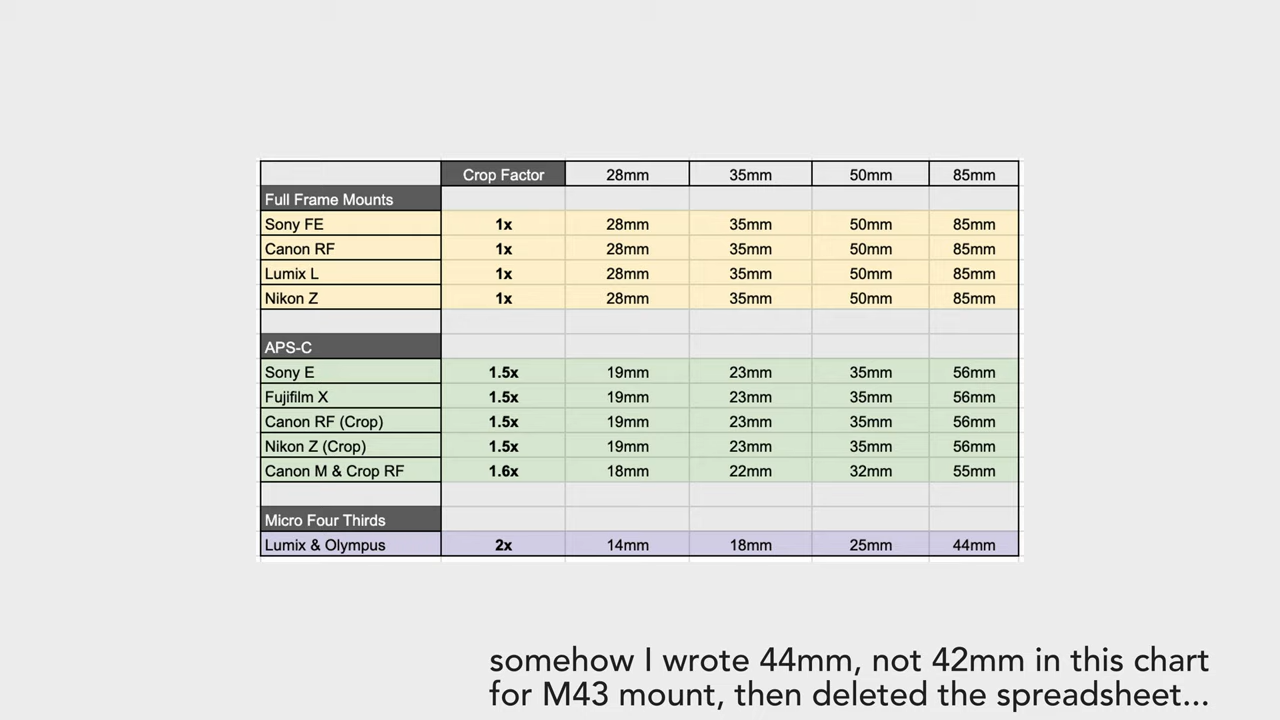 Crop Factor 28mm 35mm 50mm 85mm
Full Frame Mounts
Sony FE 1x 28mm 35mm 50mm 85mm
Canon RF 1x 28mm 35mm 50mm 85mm
Lumix L 1x 28mm 35mm 50mm 85mm
Nikon Z 1x 28mm 35mm 50mm 85mm
APS-C
Sony E 1.5x 19mm 23mm 35mm 56mm
Fujifilm X 1.5x 19mm 23mm 35mm 56mm
Canon RF (Crop) 1.5x 19mm 23mm 35mm 56mm
Nikon Z (Crop) 1.5x 19mm 23mm 35mm 56mm
Canon M & Crop RF 1.6x 18mm 22mm 32mm 55mm
Micro Four Thirds
Lumix & Olympus 2x 14mm 18mm 25mm 44mm
somehow I wrote 44mm, not 42mm in this chart
for M43 mount, then deleted the spreadsheet...